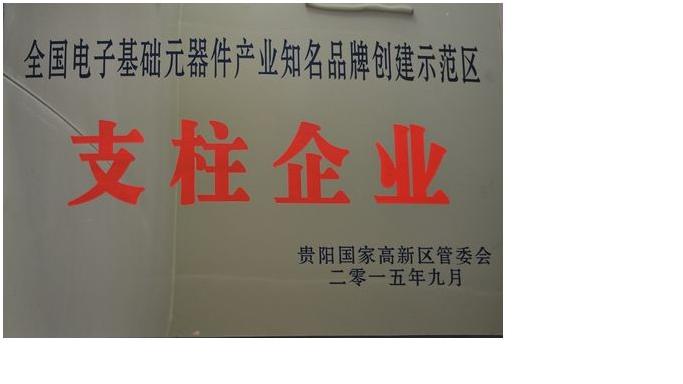 全国电子基础元器件产业知名品牌创建示范区
支柱企业
贵阳国家高新区管委会
二零一五年九月